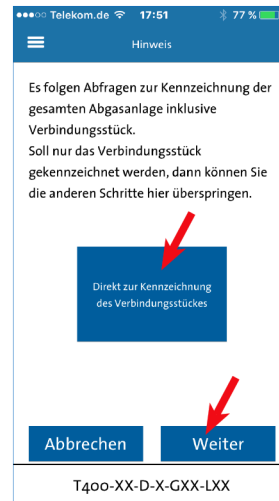 Telekom.de 17:51 77 %
Hinweis
Es folgen Abfragen zur Kennzeichnung der
gesamten Abgasanlage inklusive
Verbindungsstück.
Soll nur das Verbindungsstück
gekennzeichnet werden, dann können Sie
die anderen Schritte hier überspringen.
Direkt zur Kennzeichnung
des Verbindungsstückes
Abbrechen Weiter
T400-XX-D-X-GXX-LXX